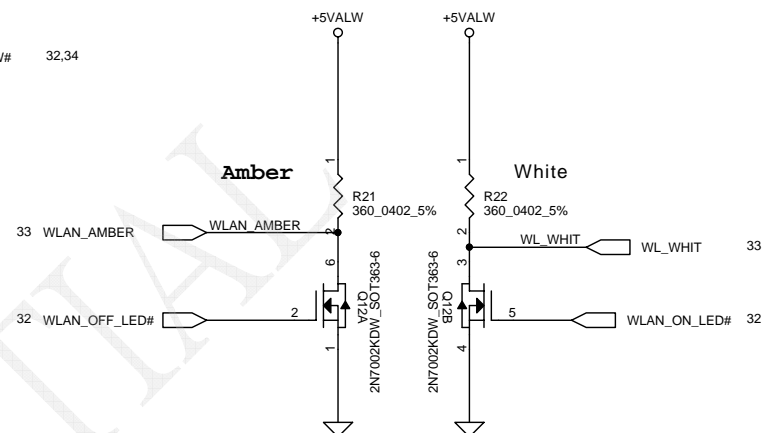 +5VALW
+5VALW
W# 32,34
1
1
Amber
White
R21
360_0402_5%
R22
360_0402_5%
2
2
33 WLAN_AMBER
WLAN_AMBER
WL_WHIT
WL_WHIT 33
6
3
Q12A
2N7002KDW_SOT363-6
2N7002KDW_SOT363-6
Q12B
32 WLAN_OFF_LED#
2
5
WLAN_ON_LED# 32
1
4
TIAL